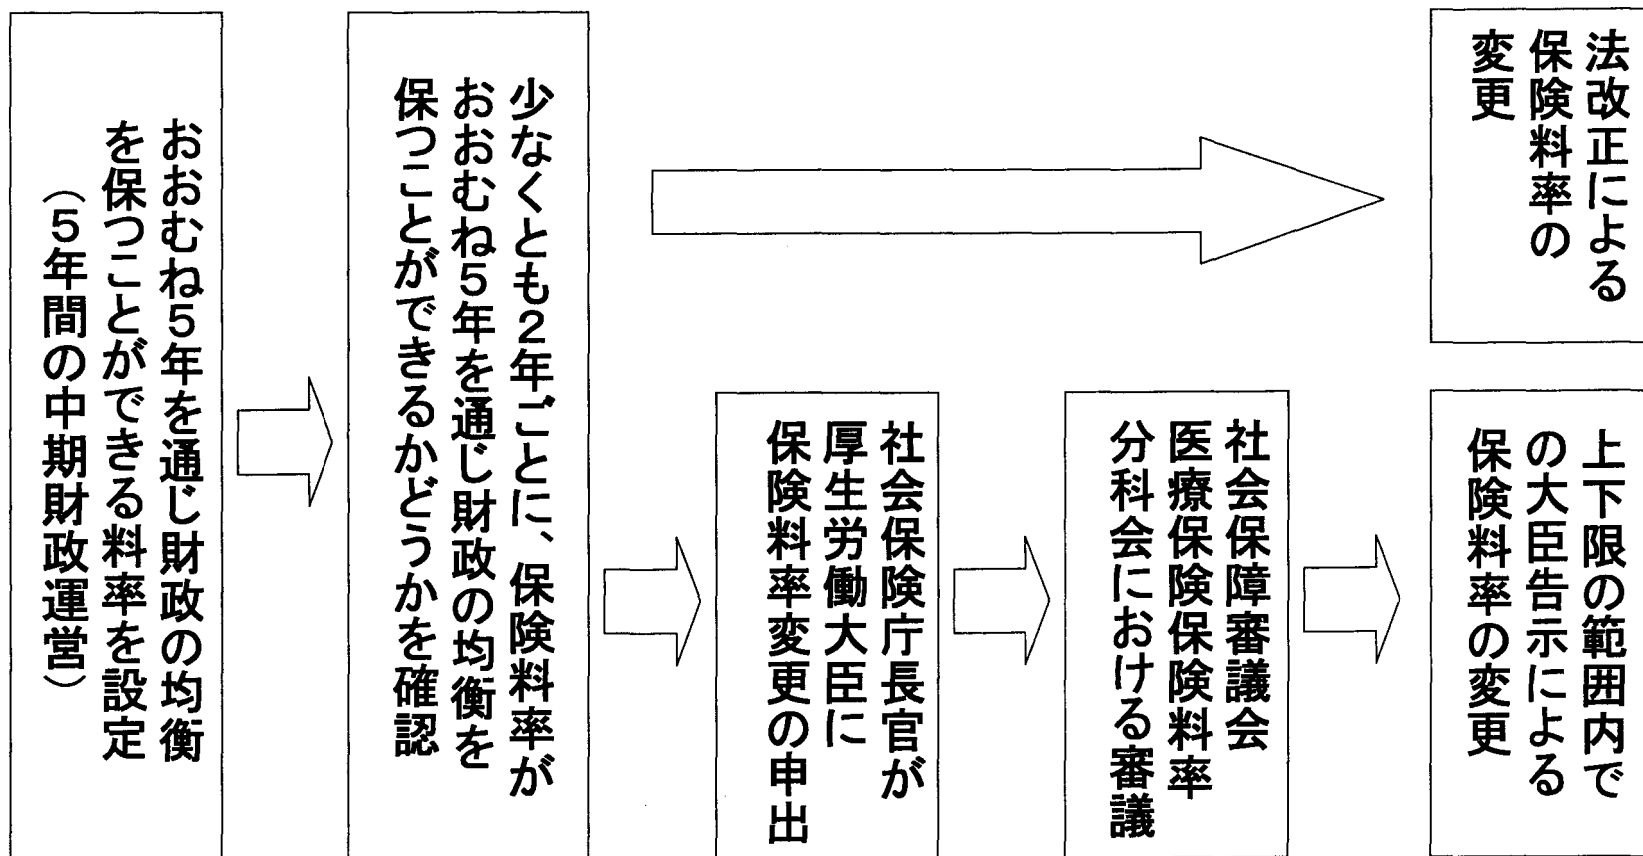 おおむね5年を通じ財政の均衡
を保つことができる料率を設定
（５年間の中期財政運営）
少なくとも2年ごとに、保険料率が
おおむね5年を通じ財政の均衡を
保つことができるかどうかを確認
社会保険庁長官が
厚生労働大臣に
保険料率変更の申出
社会保障審議会
医療保険保険料率
分科会における審議
法改正による
保険料率の
変更
上下限の範囲内で
の大臣告示による
保険料率の変更